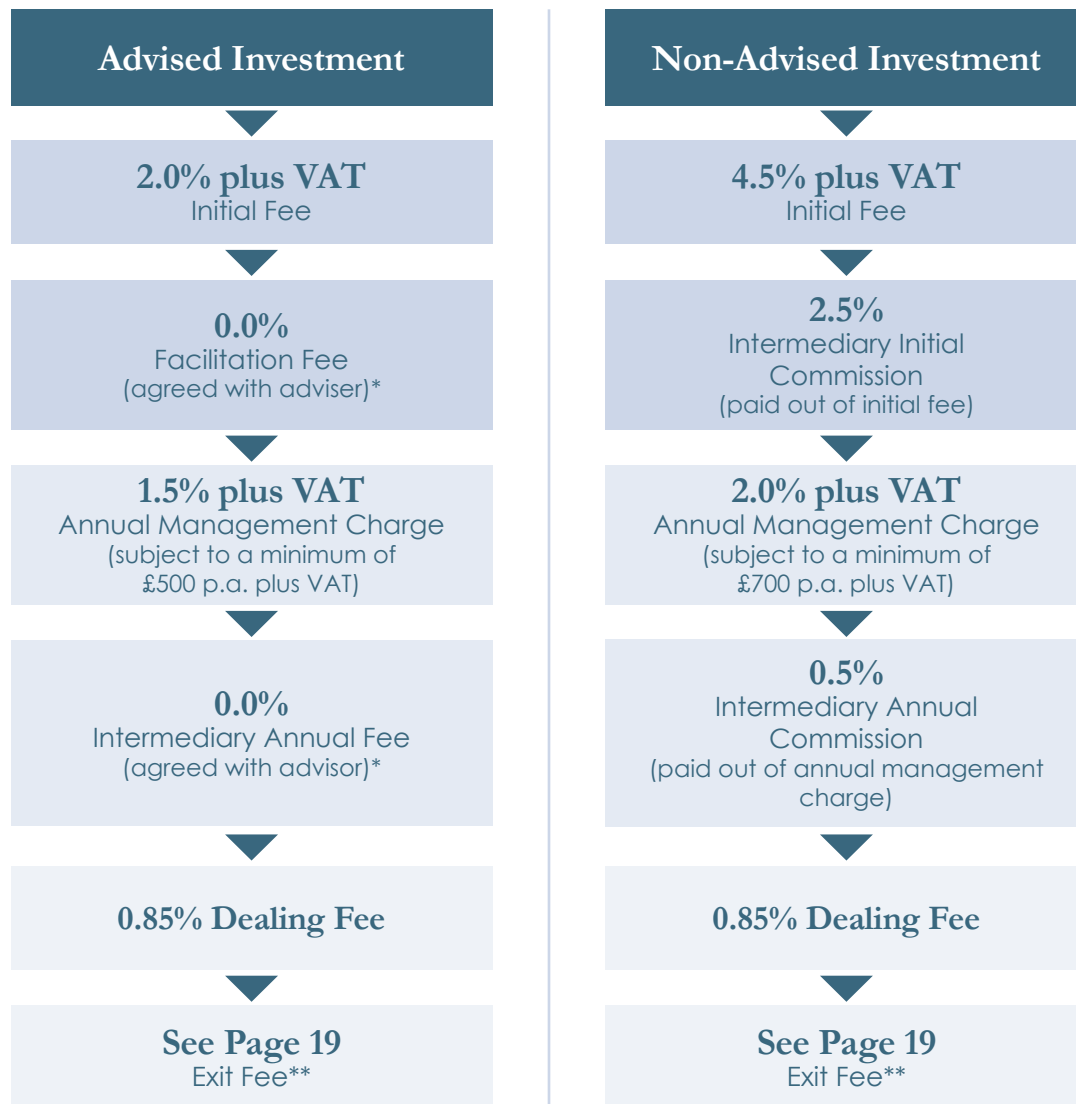 Advised Investment
2.0% plus VAT
Initial Fee
0.0%
Facilitation Fee
(agreed with adviser)*
1.5% plus VAT
Annual Management Charge
(subject to a minimum of
£500 p.a. plus VAT)
0.0%
Intermediary Annual Fee
(agreed with advisor)*
0.85% Dealing Fee
See Page 19
Exit Fee**
Non-Advised Investment
4.5% plus VAT
Initial Fee
2.5%
Intermediary Initial
Commission
(paid out of initial fee)
2.0% plus VAT
Annual Management Charge
(subject to a minimum of
£700 p.a. plus VAT)
0.5%
Intermediary Annual
Commission
(paid out of annual management
charge)
0.85% Dealing Fee
See Page 19
Exit Fee**